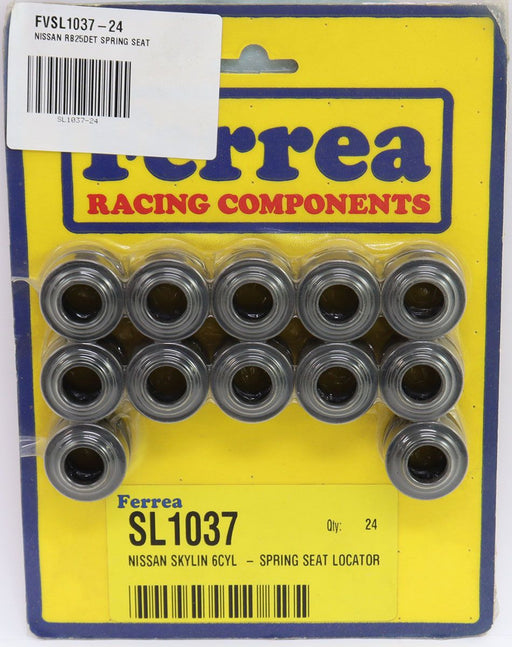 FVSL1037-24
NISSAN RB25DET SPRING SEAT
SL1037-24
Ferrea
RACING COMPONENTS
Ferrea
SL1037 Qty: 24
NISSAN SKYLIN 6CYL - SPRING SEAT LOCATOR